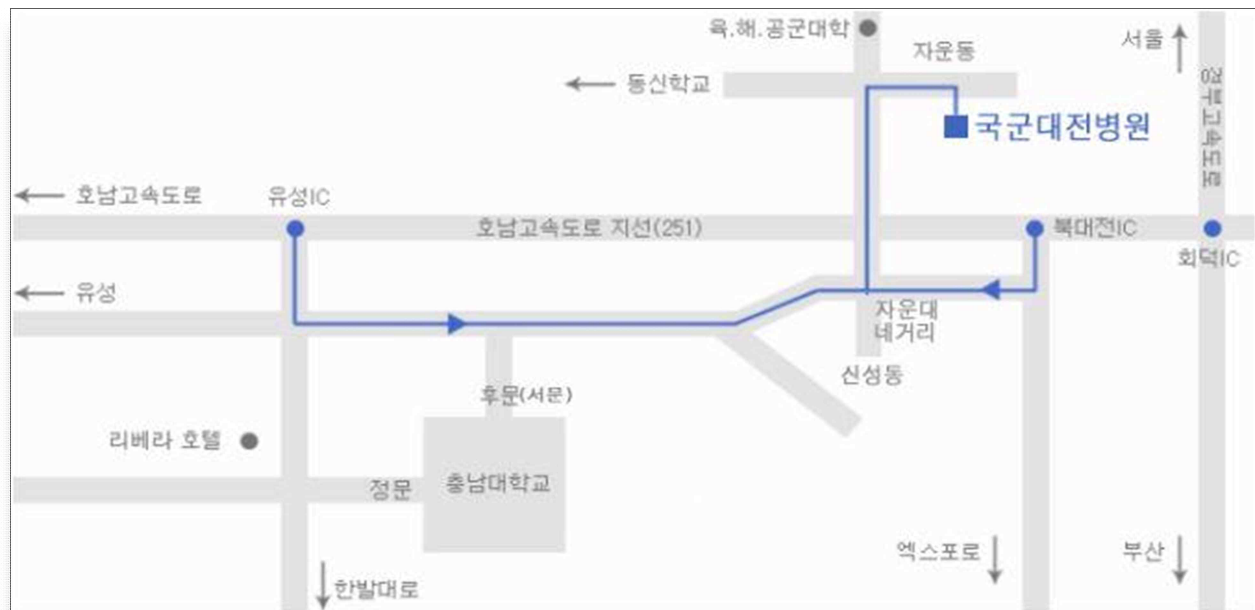 육.해.공군대학
자운동
서울
동신학교
경부고속도로
국군대전병원
호남고속도로
유성IC
호남고속도로 지선(251)
북대전IC
회덕IC
유성
자운대
네거리
신성동
후문(서문)
리베라 호텔
정문
충남대학교
엑스포로
부산
한발대로